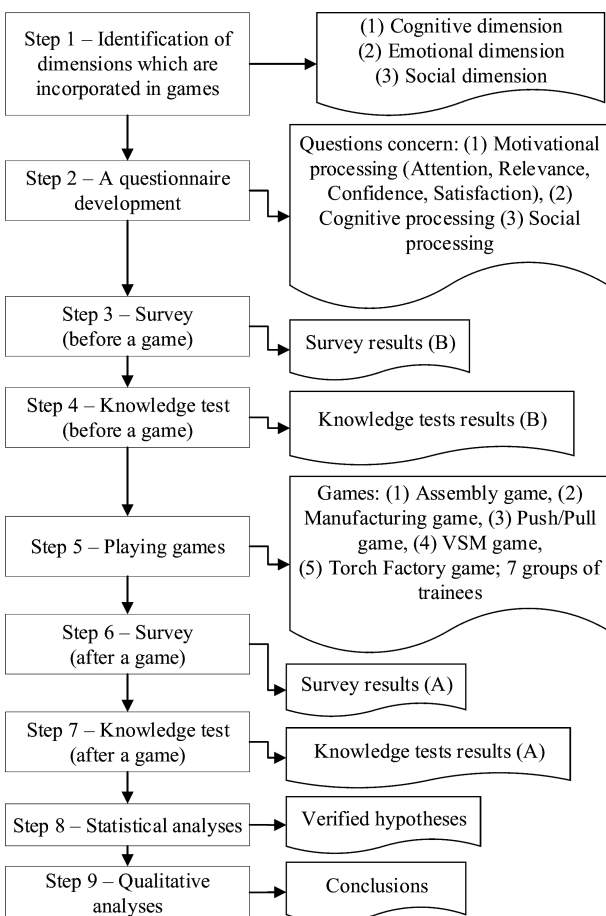 Step 1 – Identification of
dimensions which are
incorporated in games
(1) Cognitive dimension
(2) Emotional dimension
(3) Social dimension
Step 2 – A questionnaire
development
Questions concern: (1) Motivational
processing (Attention, Relevance,
Confidence, Satisfaction), (2)
Cognitive processing (3) Social
processing
Step 3 – Survey
(before a game)
Survey results (B)
Step 4 – Knowledge test
(before a game)
Knowledge tests results (B)
Step 5 – Playing games
Games: (1) Assembly game, (2)
Manufacturing game, (3) Push/Pull
game, (4) VSM game,
(5) Torch Factory game; 7 groups of
trainees
Step 6 – Survey
(after a game)
Survey results (A)
Step 7 – Knowledge test
(after a game)
Knowledge tests results (A)
Step 8 – Statistical analyses
Verified hypotheses
Step 9 – Qualitative
analyses
Conclusions